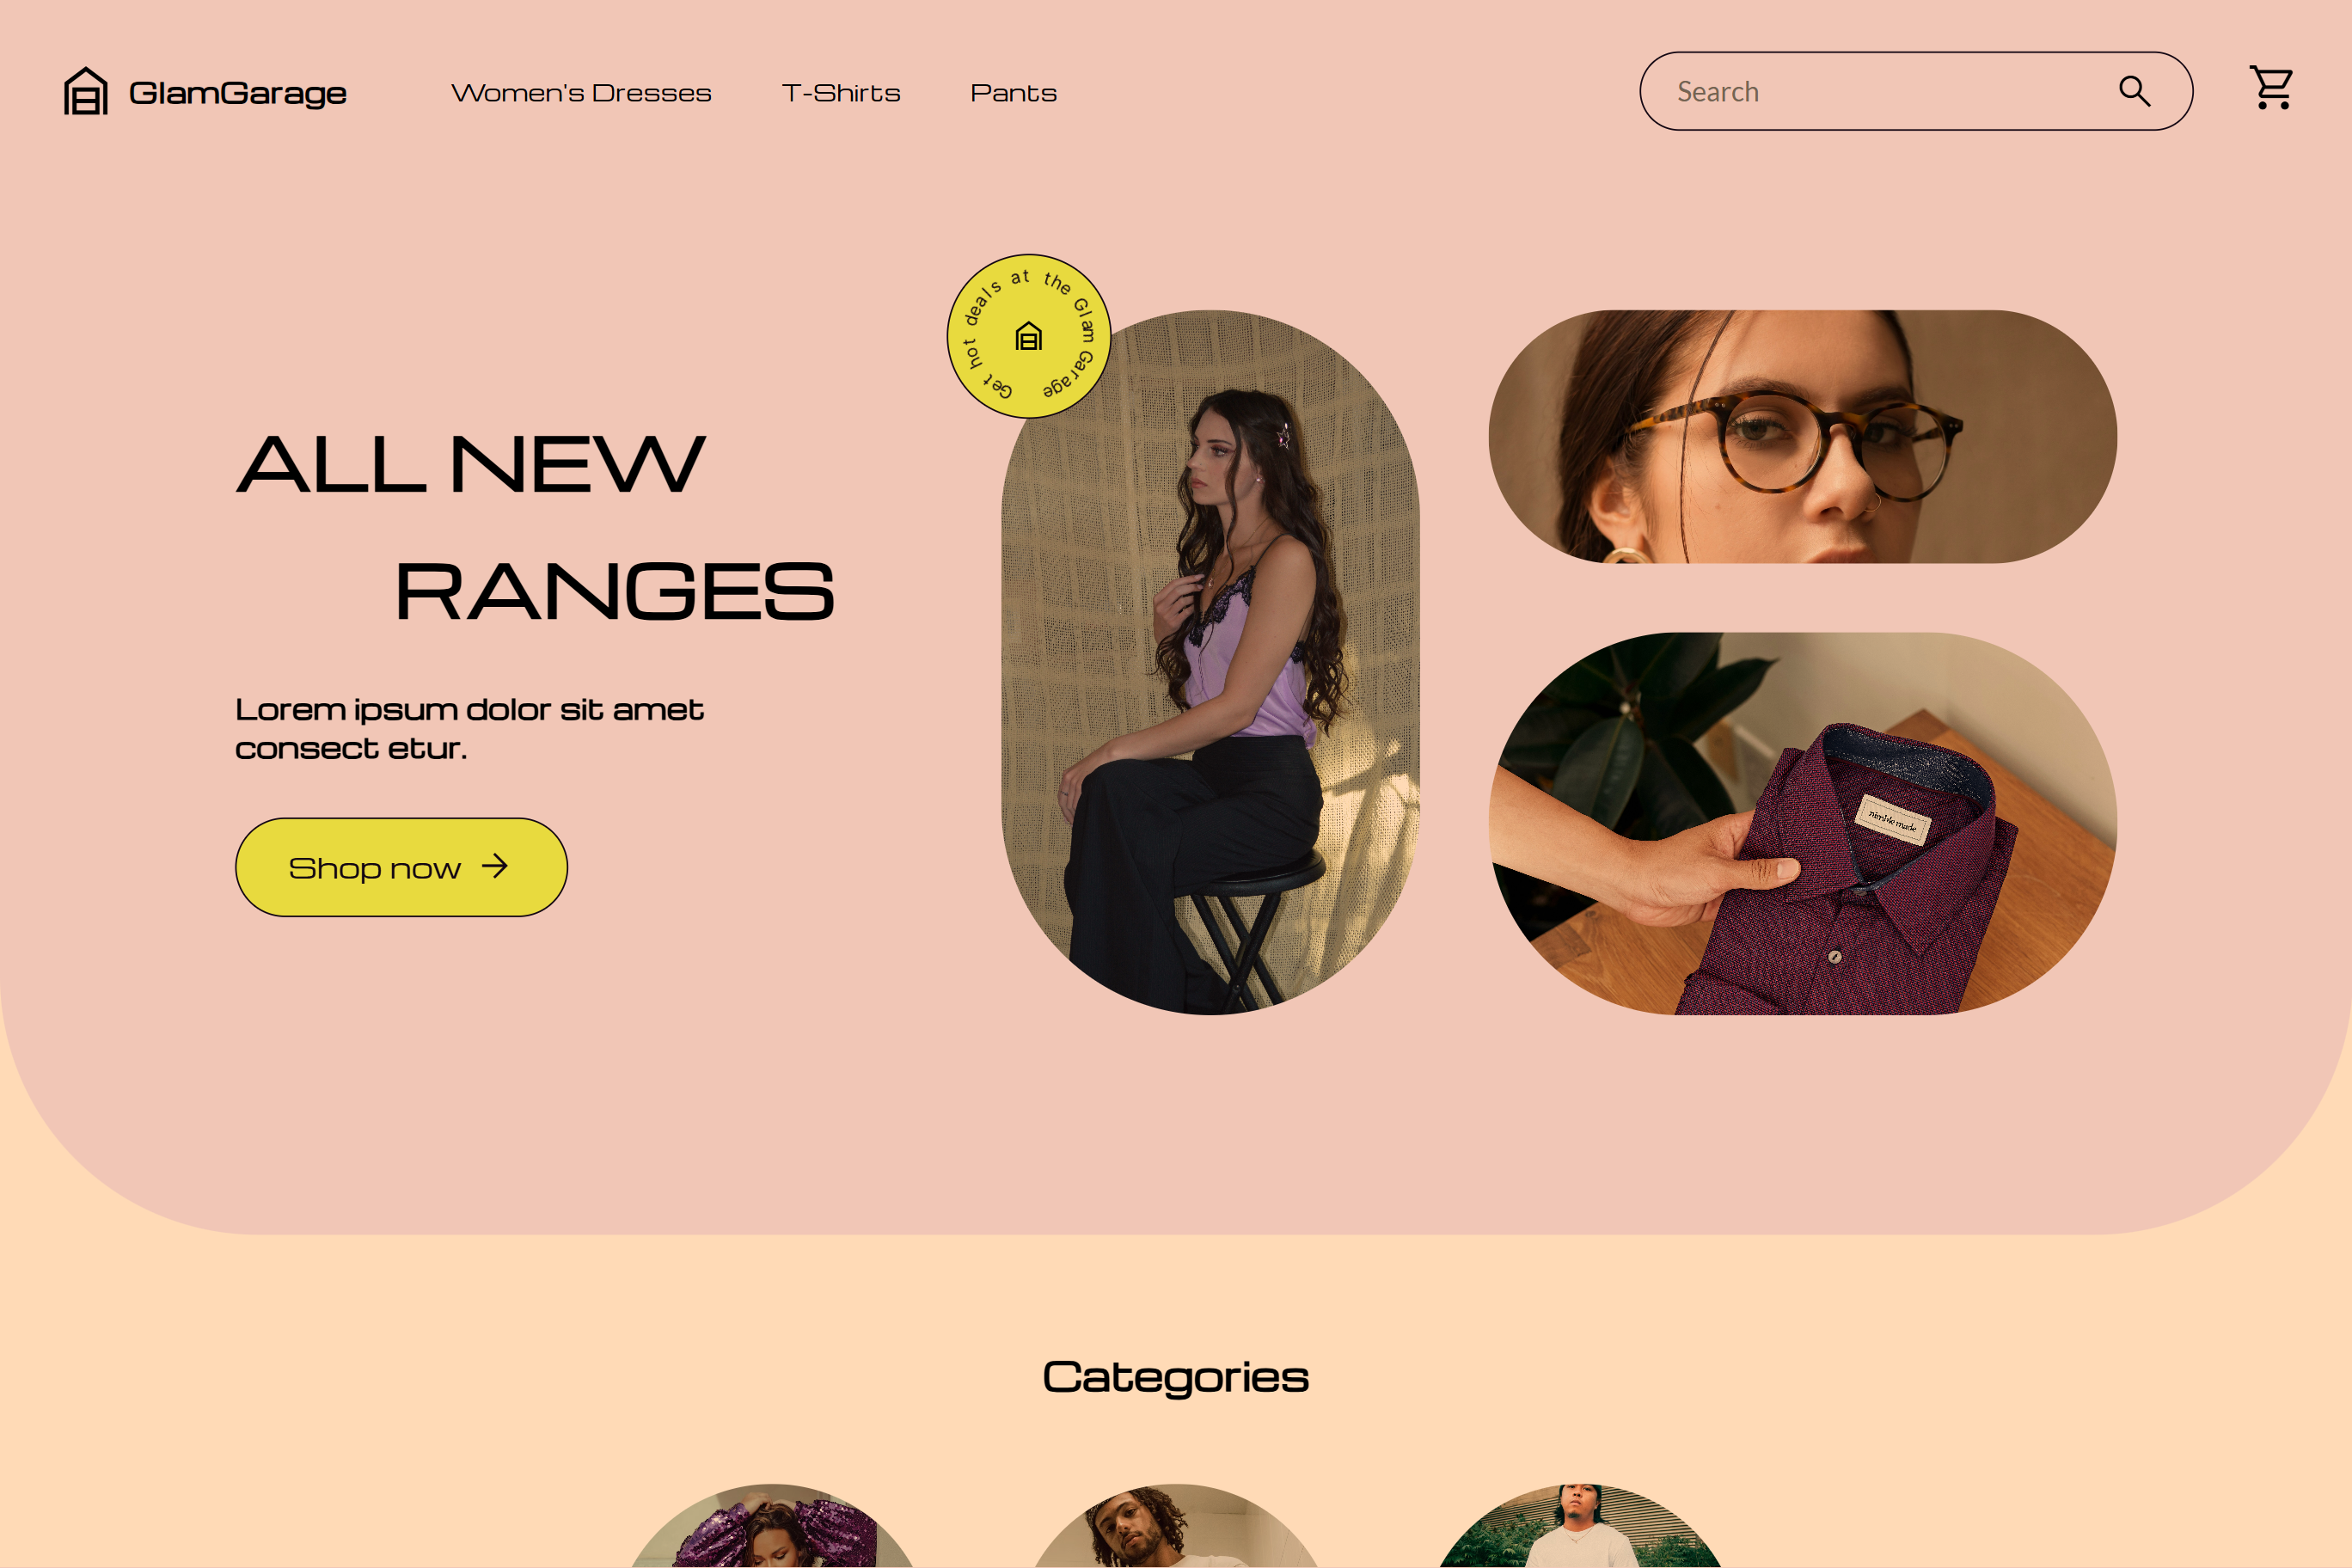 GlamGarage
Women's Dresses
T-Shirts
Pants
Search
Get hot deals at the Glam Garage
ALL NEW
RANGES
Lorem ipsum dolor sit amet
consect etur.
Shop now
nimble made
Categories